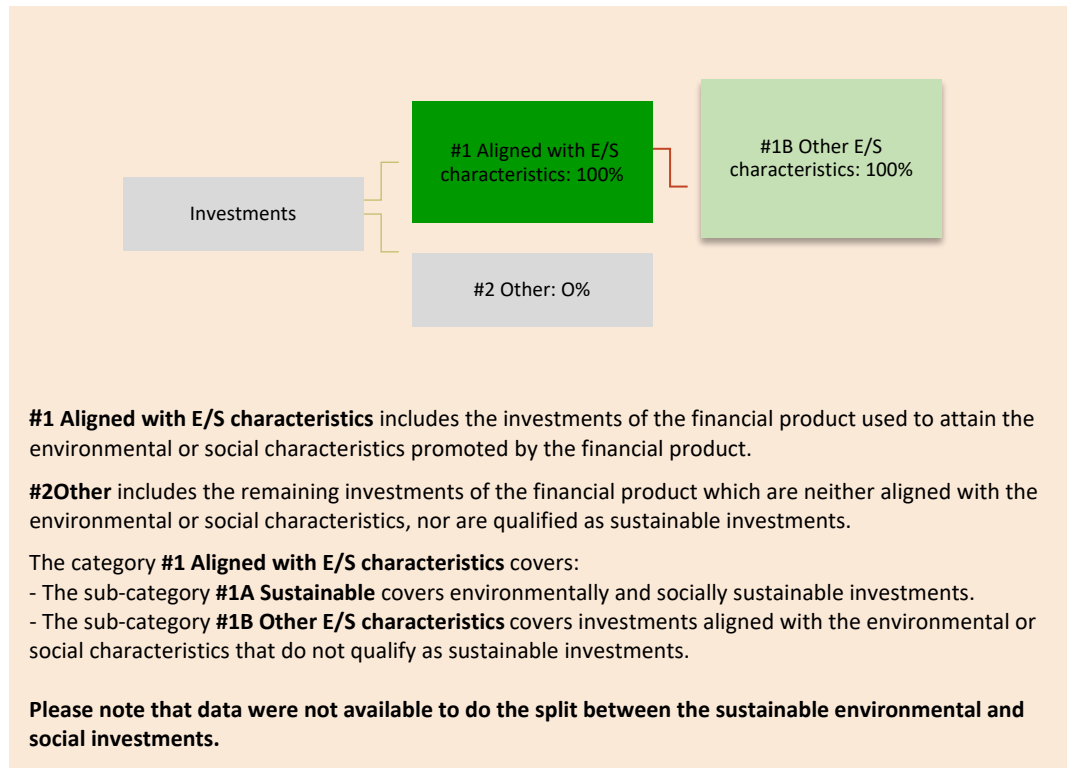 #1 Aligned with E/S
characteristics: 100%
#1B Other E/S
characteristics: 100%
Investments
#2 Other: O%
#1 Aligned with E/S characteristics includes the investments of the financial product used to attain the
environmental or social characteristics promoted by the financial product.
#2Other includes the remaining investments of the financial product which are neither aligned with the
environmental or social characteristics, nor are qualified as sustainable investments.
The category #1 Aligned with E/S characteristics covers:
- The sub-category #1A Sustainable covers environmentally and socially sustainable investments.
- The sub-category #1B Other E/S characteristics covers investments aligned with the environmental or
social characteristics that do not qualify as sustainable investments.
Please note that data were not available to do the split between the sustainable environmental and
social investments.